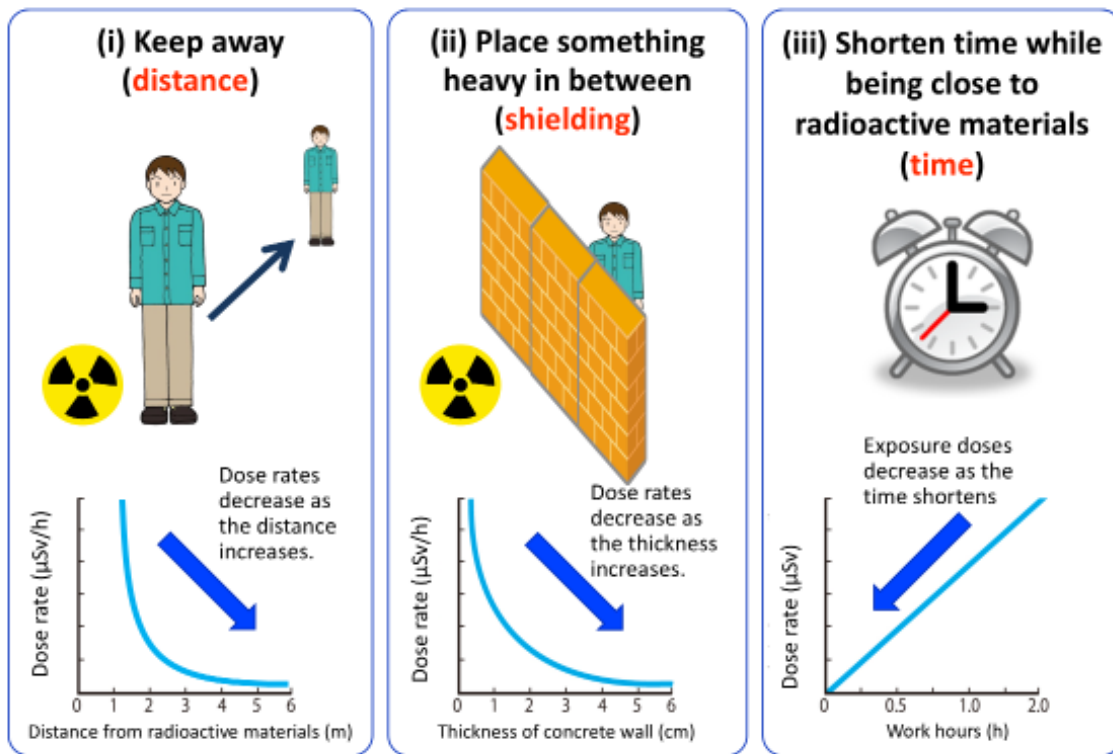 (i) Keep away
(distance)
Dose rates
decrease as
the distance
increases.
Dose rate (μSv/h)
0 1 2 3 4 5 6
Distance from radioactive materials (m)
(ii) Place something
heavy in between
(shielding)
Dose rates
decrease as
the thickness
increases.
Dose rate (μSv/h)
0 1 2 3 4 5 6
Thickness of concrete wall (cm)
(iii) Shorten time while
being close to
radioactive materials
(time)
Exposure doses
decrease as the
time shortens
Dose rate (μSv)
0 0.5 1.0 2.0
Work hours (h)